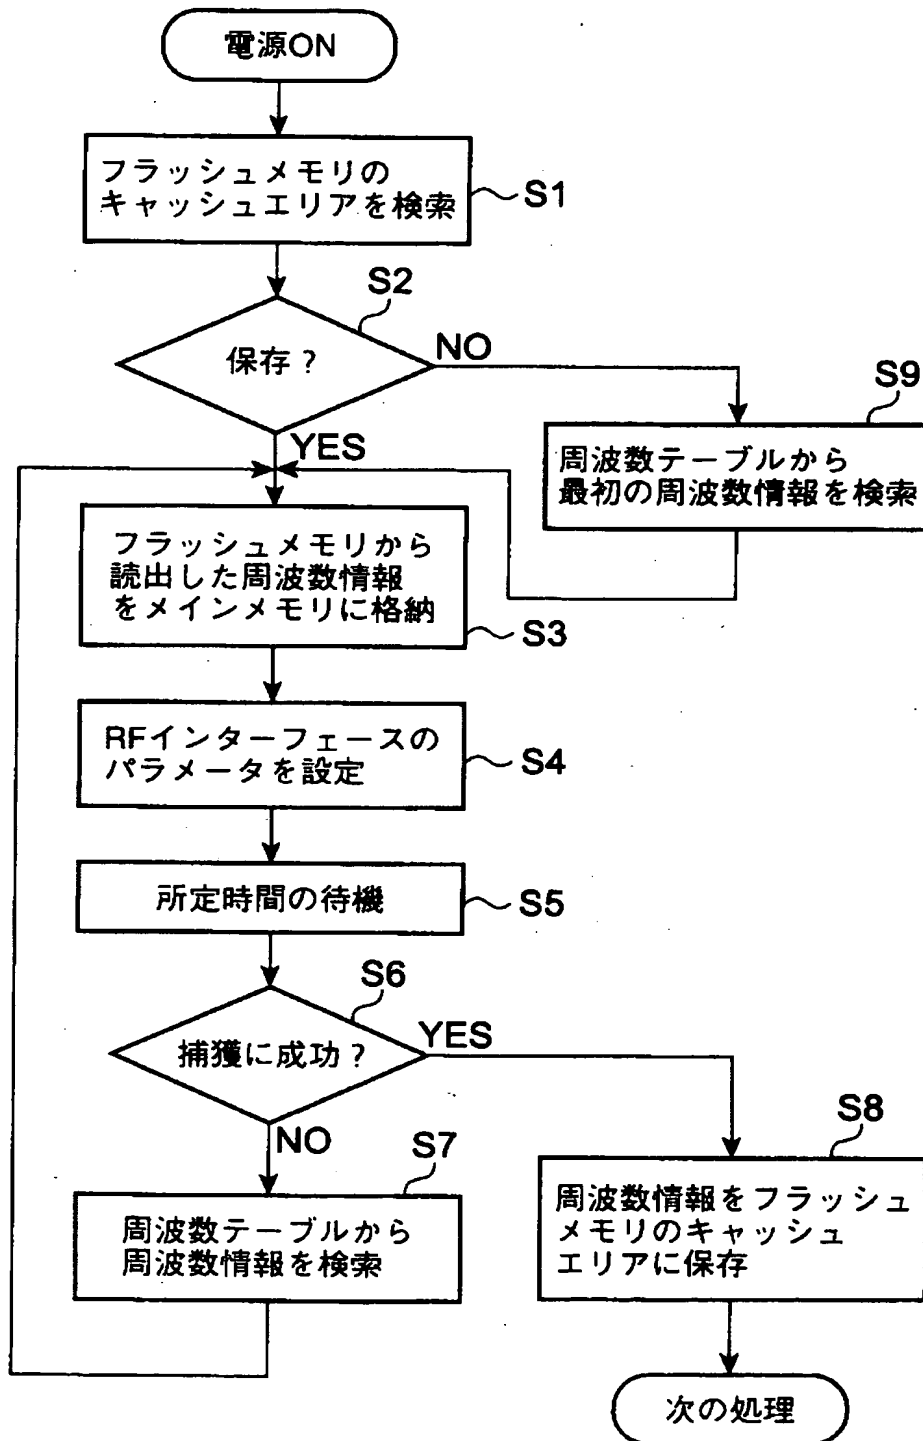 電源ON
フラッシュメモリの
キャッシュエリアを検索
S1
S2
保存？
NO
YES
S9
周波数テーブルから
最初の周波数情報を検索
フラッシュメモリから
読出した周波数情報
をメインメモリに格納
S3
RFインターフェースの
パラメータを設定
S4
所定時間の待機
S5
S6
捕獲に成功？
YES
NO
S7
周波数テーブルから
周波数情報を検索
S8
周波数情報をフラッシュ
メモリのキャッシュ
エリアに保存
次の処理